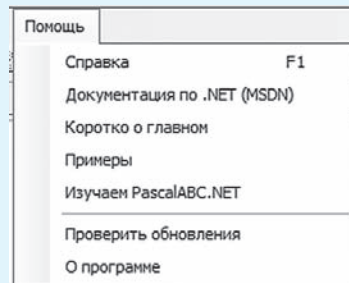 Помощь
Справка F1
Документация по .NET (MSDN)
Коротко о главном
Примеры
Изучаем PascalABC.NET
Проверить обновления
О программе